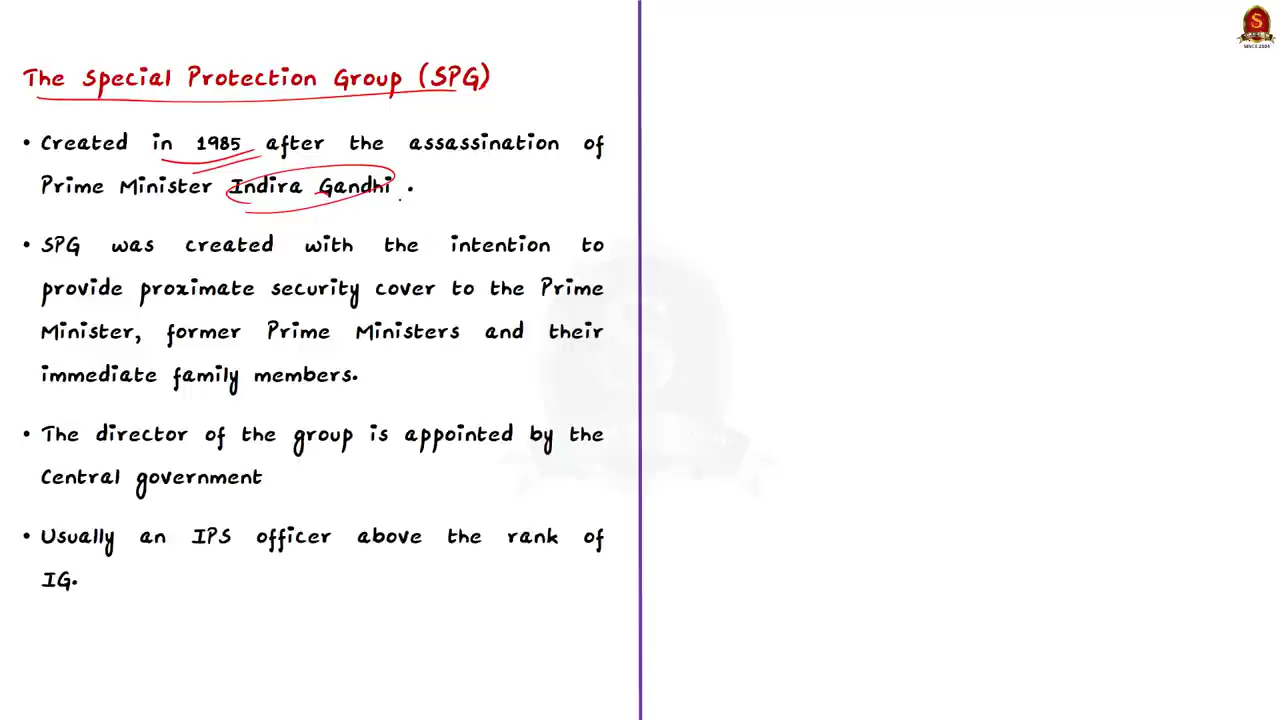 The Special Protection Group (SPG)
• Created in 1985 after the assassination of
Prime Minister Indira Gandhi .
• SPG was created with the intention to
provide proximate security cover to the Prime
Minister, former Prime Ministers and their
immediate family members.
• The director of the group is appointed by the
Central government
• Usually an IPS officer above the rank of
IG.
S
SINCE 2004